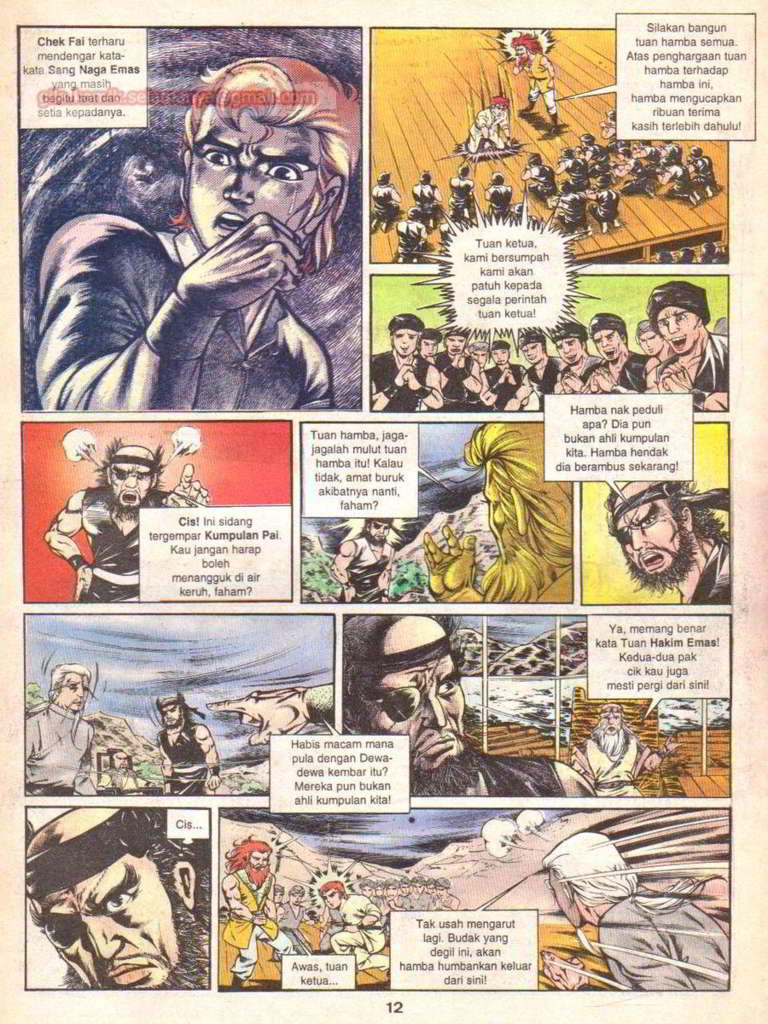 Chek Fai terharu
mendengar kata-
kata Sang Naga Emas
yang masih
begitu taat dan
setia kepadanya.
Silakan bangun
tuan hamba semua.
Atas penghargaan tuan
hamba terhadap
hamba ini,
hamba mengucapkan
ribuan terima
kasih terlebih dahulu!
Tuan ketua,
kami bersumpah
kami akan
patuh kepada
segala perintah
tuan ketua!
Cis! Ini sidang
tergempar Kumpulan Pai.
Kau jangan harap
boleh
menangguk di air
keruh, faham?
Tuan hamba, jaga-
jagalah mulut tuan
hamba itu! Kalau
tidak, amat buruk
akibatnya nanti,
faham?
Hamba nak peduli
apa? Dia pun
bukan ahli kumpulan
kita. Hamba hendak
dia berambus sekarang!
Habis macam mana
pula dengan Dewa-
dewa kembar itu?
Mereka pun bukan
ahli kumpulan kita!
Ya, memang benar
kata Tuan Hakim Emas!
Kedua-dua pak
cik kau juga
mesti pergi dari sini!
Cis...
Awas, tuan
ketua...
Tak usah mengarut
lagi. Budak yang
degil ini, akan
hamba humbankan keluar
dari sini!
12